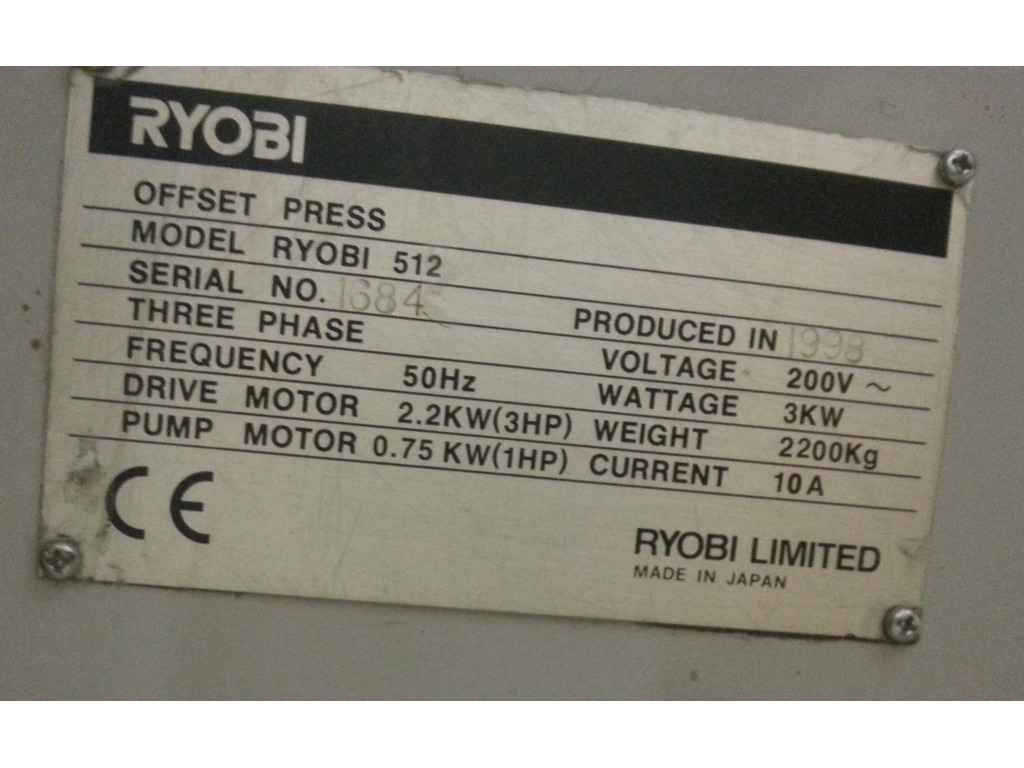 RYOBI
OFFSET PRESS
MODEL RYOBI 512
SERIAL NO. 1684 PRODUCED IN 1998
THREE PHASE VOLTAGE 200V ~
FREQUENCY 50Hz WATTAGE 3KW
DRIVE MOTOR 2.2KW(3HP) WEIGHT 2200Kg
PUMP MOTOR 0.75KW(1HP) CURRENT 10A
CE
RYOBI LIMITED
MADE IN JAPAN